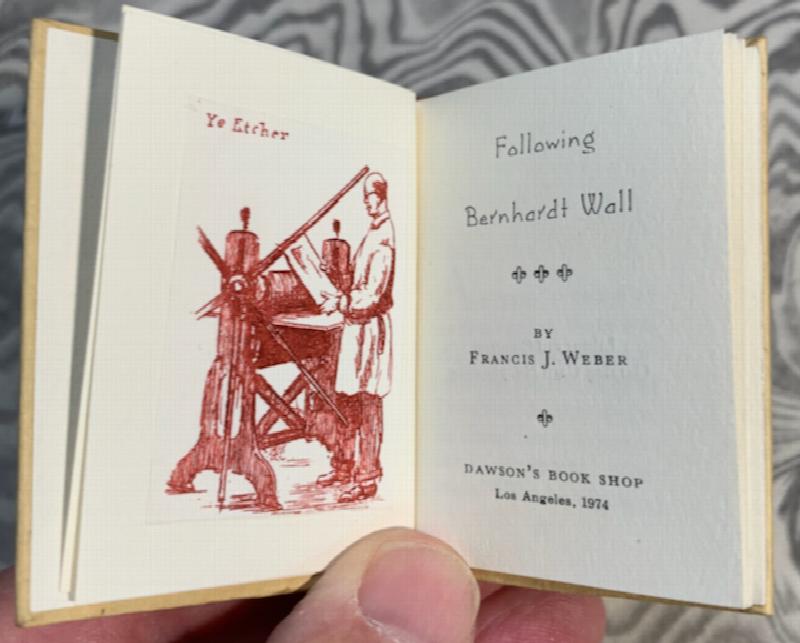 Ye Etcher
Following
Bernhardt Wall
BY
FRANCIS J. WEBER
DAWSON'S BOOK SHOP
Los Angeles, 1974